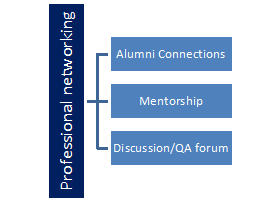 Professional networking
Alumni Connections
Mentorship
Discussion/QA forum